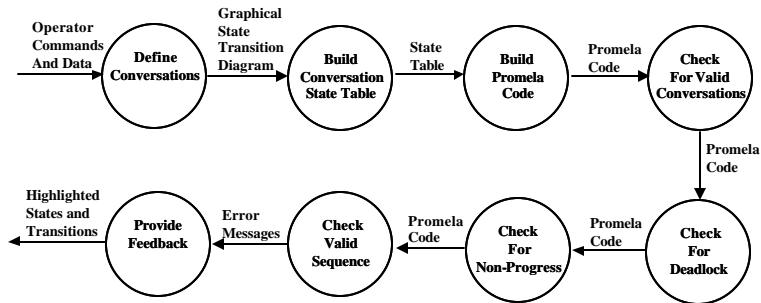 Operator
Commands
And Data
Define
Conversations
Graphical
State
Transition
Diagram
Build
Conversation
State Table
State
Table
Build
Promela
Code
Promela
Code
Check
For Valid
Conversations
Promela
Code
Check
For
Deadlock
Promela
Code
Check
For
Non-Progress
Promela
Code
Check
Valid
Sequence
Error
Messages
Provide
Feedback
Highlighted
States and
Transitions